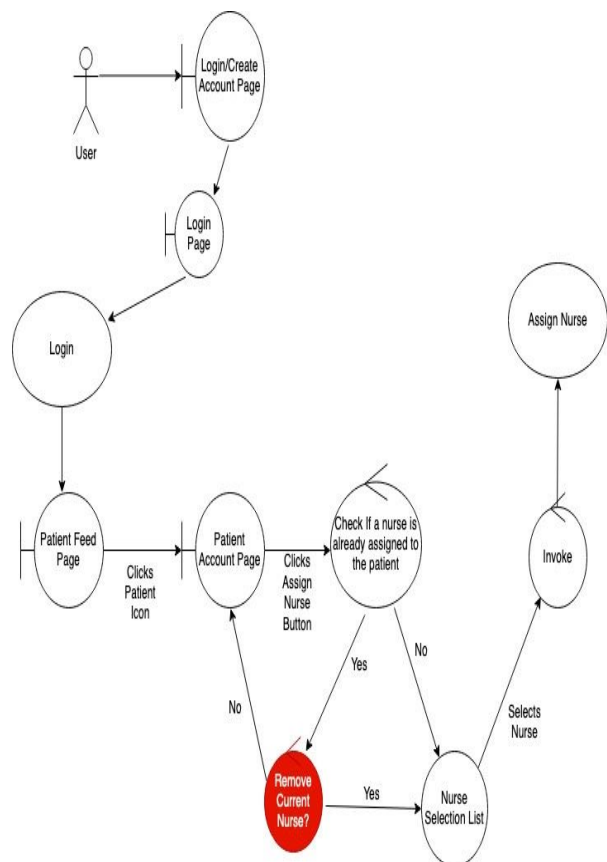 Login/Create
Account Page
User
Login
Page
Login
Assign Nurse
Patient Feed
Page
Clicks
Patient
Icon
Patient
Account Page
Clicks
Assign
Nurse
Button
Check If a nurse is
already assigned to
the patient
Invoke
Yes
No
No
Selects
Nurse
Remove
Current
Nurse?
Yes
Nurse
Selection List